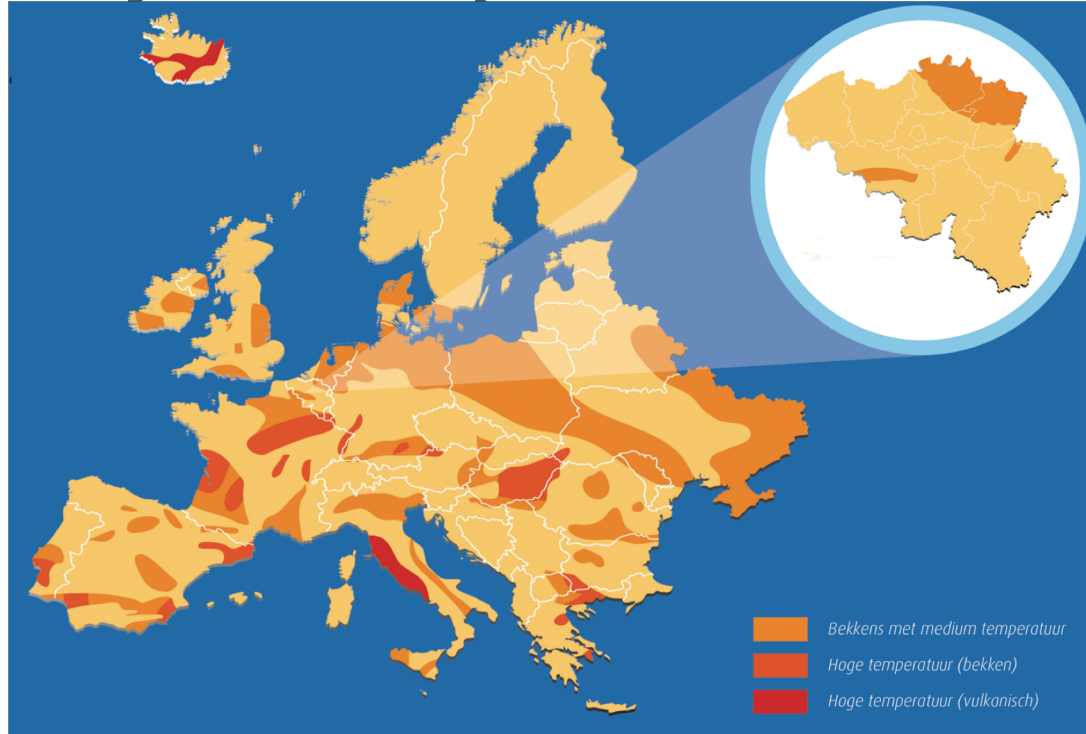 Bekkens met medium temperatuur
Hoge temperatuur (bekken)
Hoge temperatuur (vulkanisch)